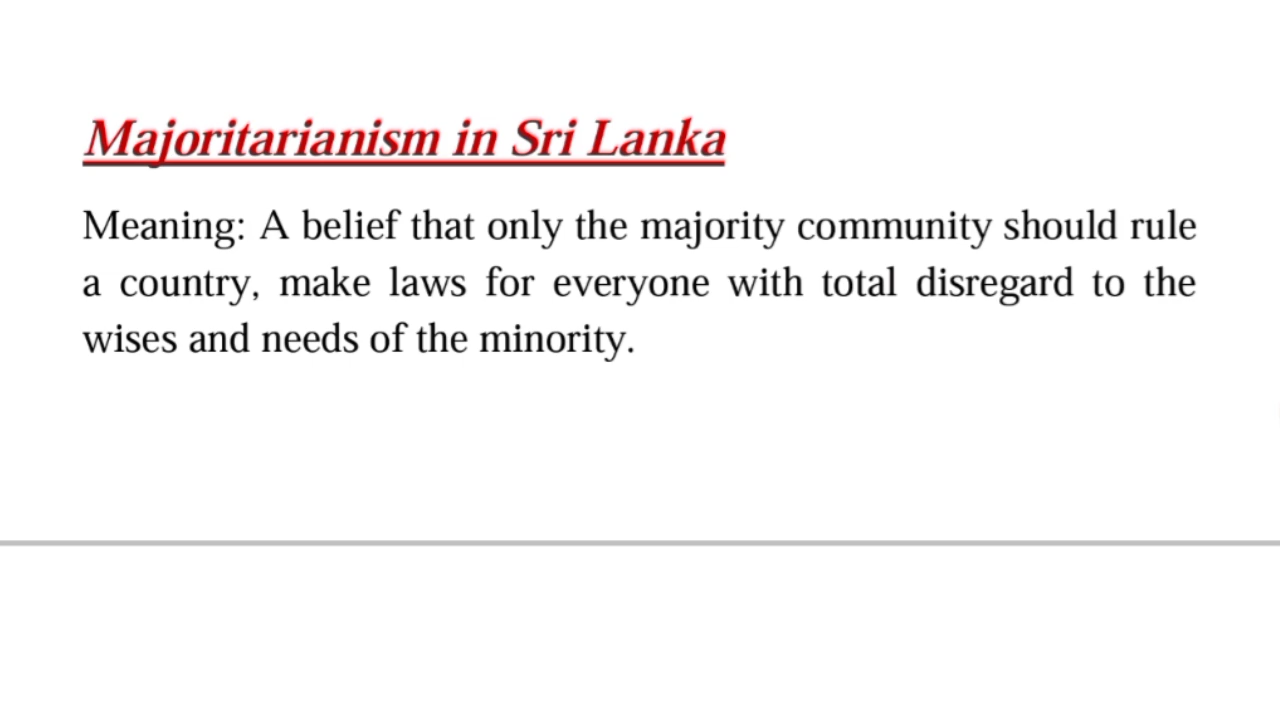 Majoritarianism in Sri Lanka
Meaning: A belief that only the majority community should rule
a country, make laws for everyone with total disregard to the
wises and needs of the minority.